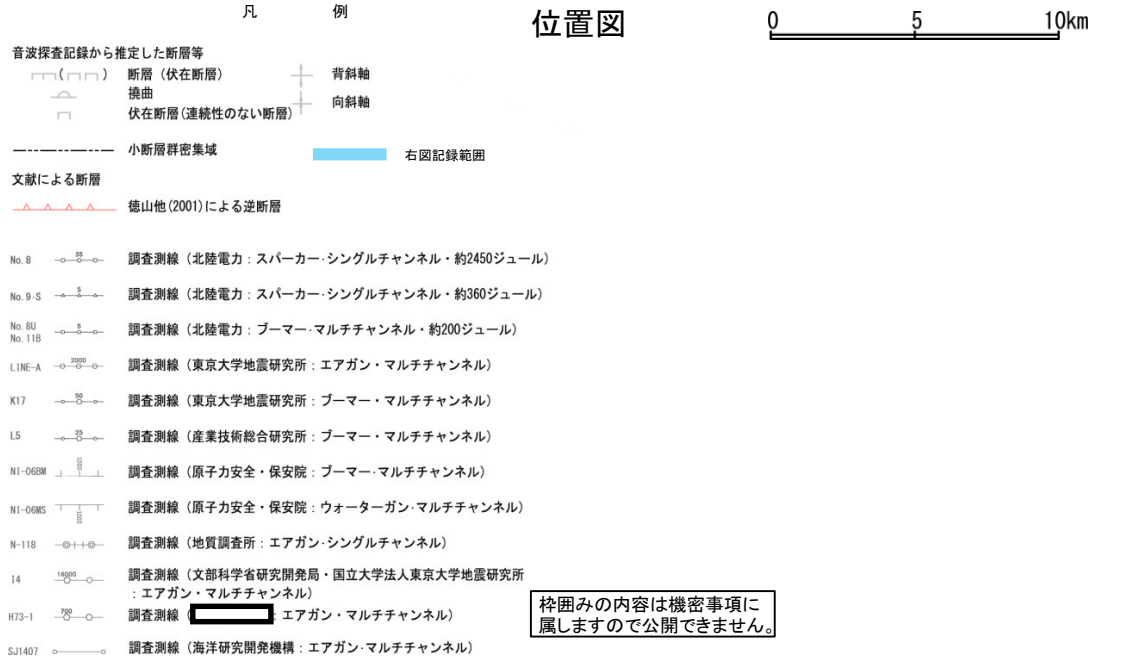 凡 例
位置図
0 5 10km
音波探査記録から推定した断層等
( ) 断層（伏在断層） 背斜軸
撓曲
向斜軸
伏在断層(連続性のない断層)
小断層群密集域
右図記録範囲
文献による断層
徳山他(2001)による逆断層
No.8 35 調査測線（北陸電力：スパーカー・シングルチャンネル・約2450ジュール）
No.9-S 5 調査測線（北陸電力：スパーカー・シングルチャンネル・約360ジュール）
No.8U
No.11B 5 調査測線（北陸電力：ブーマー・マルチチャンネル・約200ジュール）
LINE-A 2000 調査測線（東京大学地震研究所：エアガン・マルチチャンネル）
K17 50 調査測線（東京大学地震研究所：ブーマー・マルチチャンネル）
L5 25 調査測線（産業技術総合研究所：ブーマー・マルチチャンネル）
NI-06BM 1000 調査測線（原子力安全・保安院：ブーマー・マルチチャンネル）
NI-06MS 1000 調査測線（原子力安全・保安院：ウォーターガン・マルチチャンネル）
N-118 調査測線（地質調査所：エアガン・シングルチャンネル）
I4 16000 調査測線（文部科学省研究開発局・国立大学法人東京大学地震研究所
：エアガン・マルチチャンネル）
H73-1 700 調査測線（ ：エアガン・マルチチャンネル）
SJ1407 調査測線（海洋研究開発機構：エアガン・マルチチャンネル）
枠囲みの内容は機密事項に
属しますので公開できません。